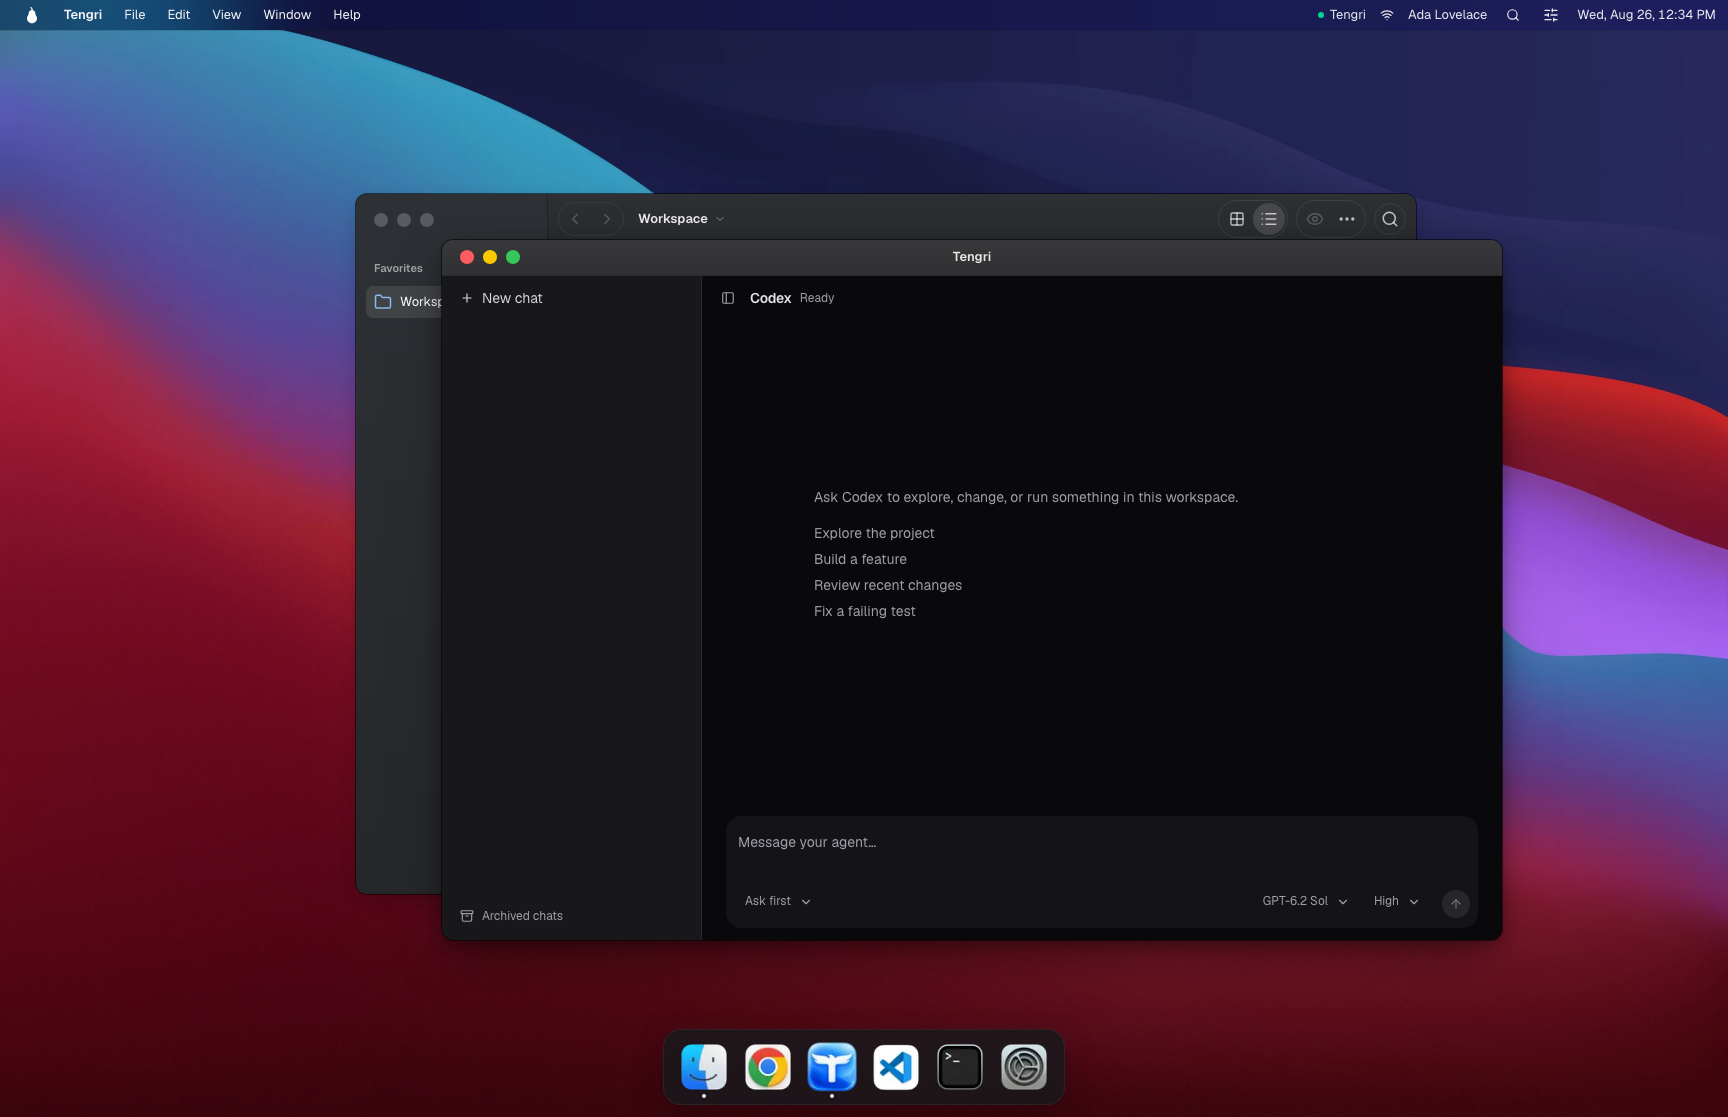 Tengri File Edit View Window Help
Tengri Ada Lovelace Wed, Aug 26, 12:34 PM
Workspace
Favorites
Worksp
Tengri
New chat
Codex Ready
Ask Codex to explore, change, or run something in this workspace.
Explore the project
Build a feature
Review recent changes
Fix a failing test
Message your agent...
Ask first GPT-6.2 Sol High
Archived chats
>_